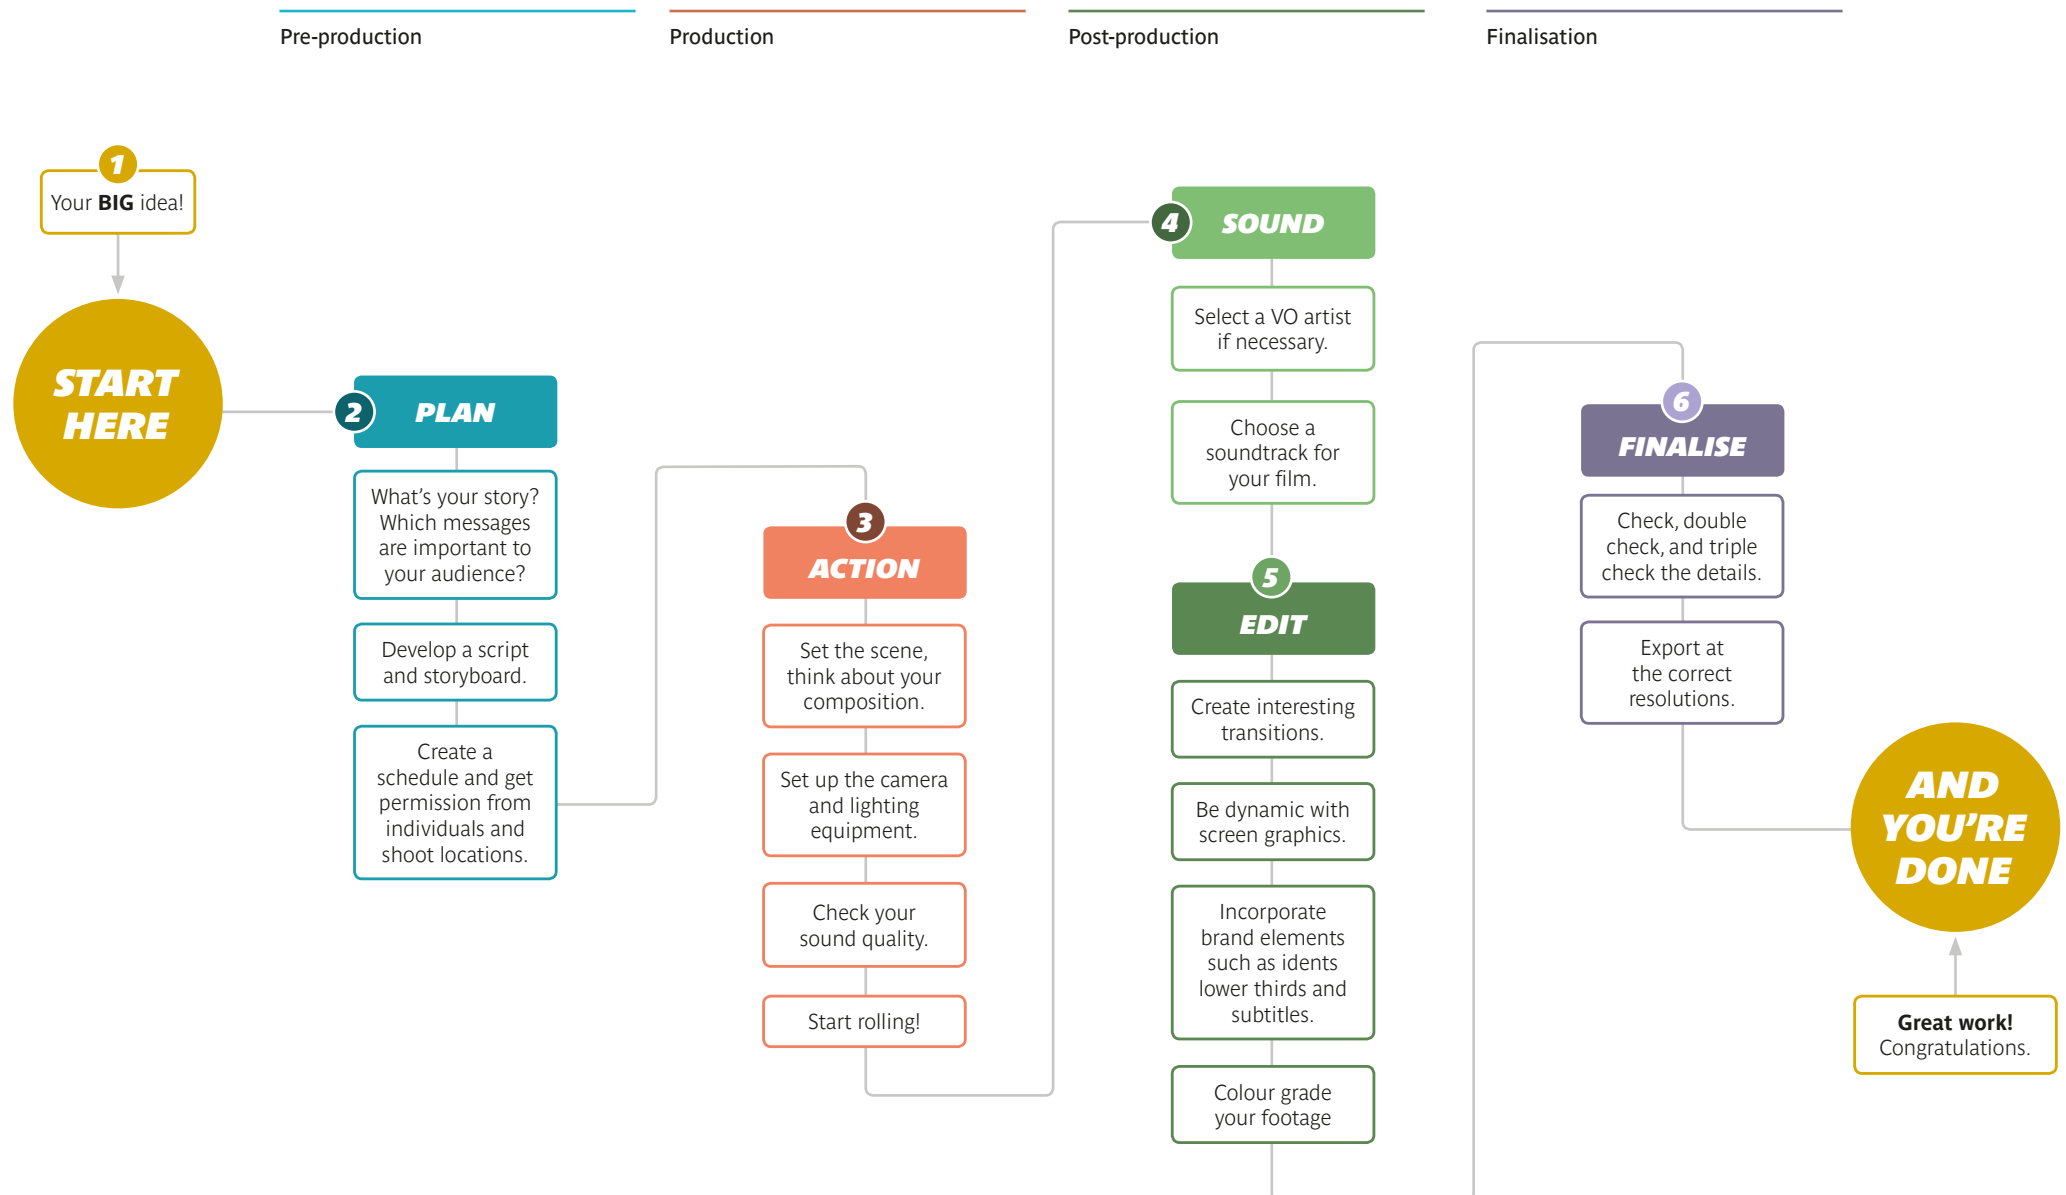 Pre-production
Production
Post-production
Finalisation
1
Your BIG idea!
START
HERE
2
PLAN
What's your story?
Which messages
are important to
your audience?
Develop a script
and storyboard.
Create a
schedule and get
permission from
individuals and
shoot locations.
3
ACTION
Set the scene,
think about your
composition.
Set up the camera
and lighting
equipment.
Check your
sound quality.
Start rolling!
4
SOUND
Select a VO artist
if necessary.
Choose a
soundtrack for
your film.
5
EDIT
Create interesting
transitions.
Be dynamic with
screen graphics.
Incorporate
brand elements
such as idents
lower thirds and
subtitles.
Colour grade
your footage
6
FINALISE
Check, double
check, and triple
check the details.
Export at
the correct
resolutions.
AND
YOU'RE
DONE
Great work!
Congratulations.